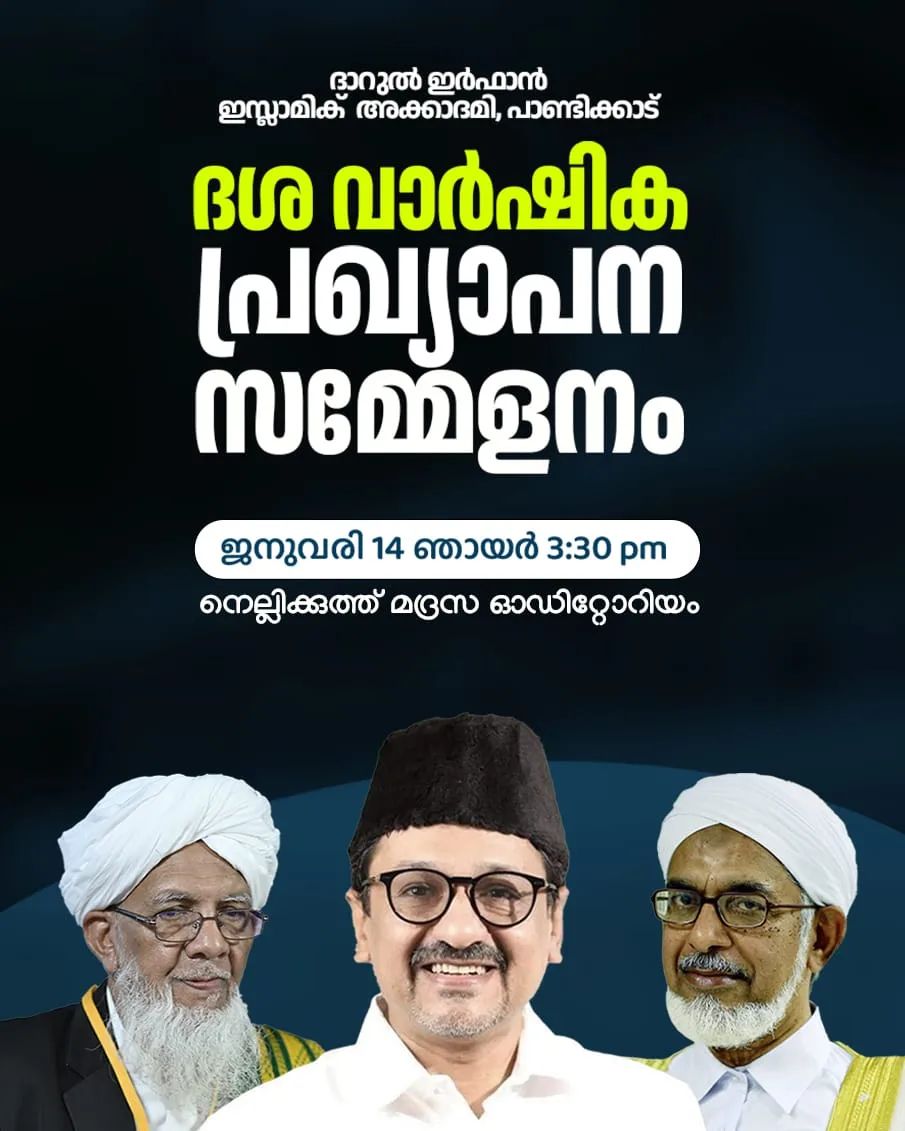 ദാറുൽ ഇർഫാൻ
ഇസ്ലാമിക് അക്കാദമി, പാണ്ടിക്കാട്
ദശ വാർഷിക
പ്രഖ്യാപന
സമ്മേളനം
ജനുവരി 14 ഞായർ 3:30 pm
നെല്ലിക്കുത്ത് മദ്രസ ഓഡിറ്റോറിയം